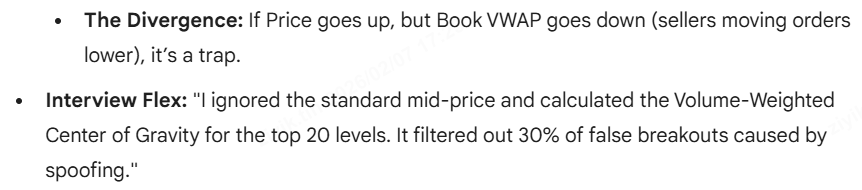 • The Divergence: If Price goes up, but Book VWAP goes down (sellers moving orders
lower), it's a trap.
• Interview Flex: "I ignored the standard mid-price and calculated the Volume-Weighted
Center of Gravity for the top 20 levels. It filtered out 30% of false breakouts caused by
spoofing."